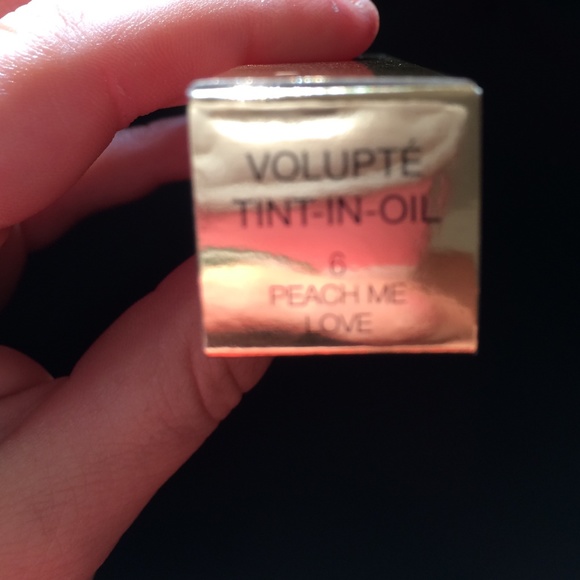 VOLUPTÉ
TINT-IN-OIL
6
PEACH ME
LOVE